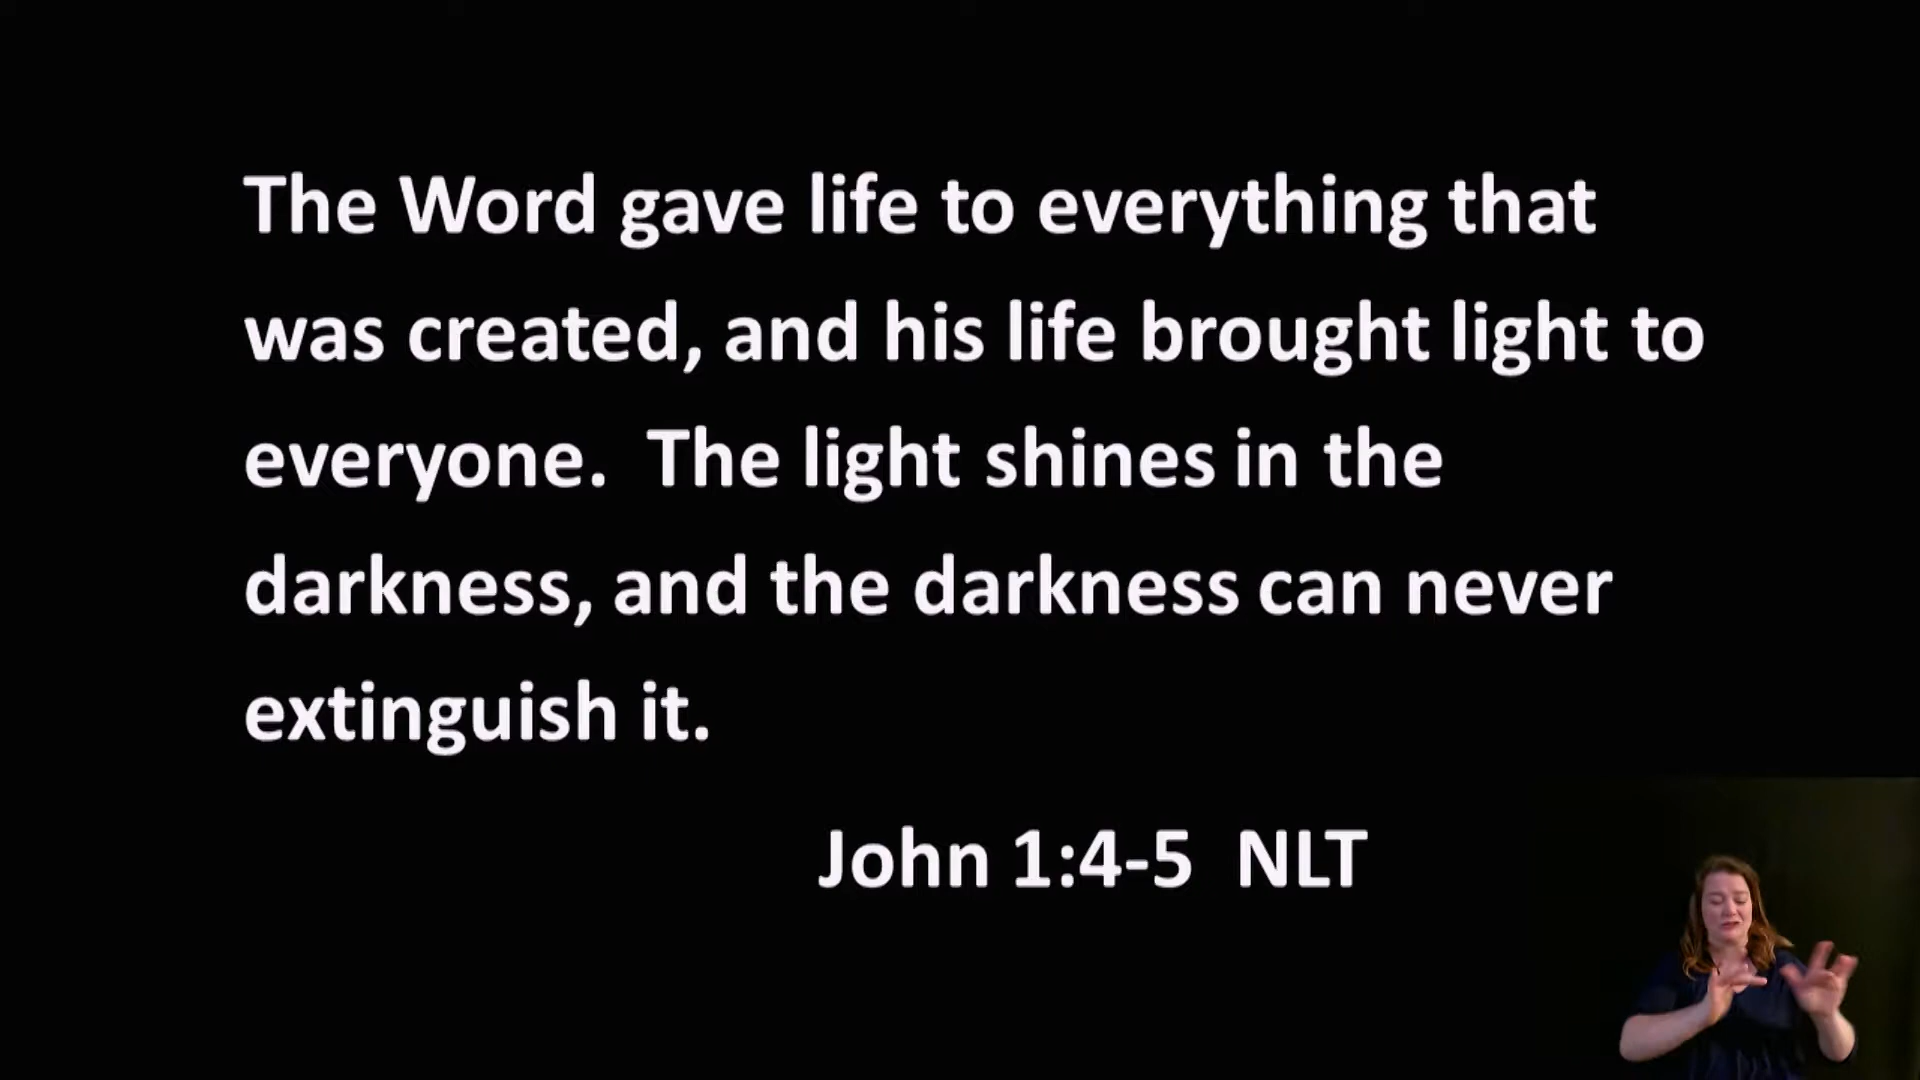 The Word gave life to everything that
was created, and his life brought light to
everyone.  The light shines in the
darkness, and the darkness can never
extinguish it.
John 1:4-5  NLT